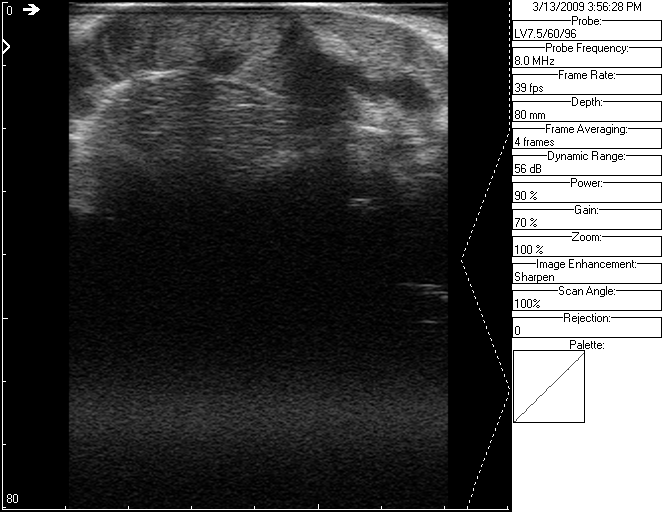 3/13/2009 3:56:28 PM
0
Probe:
LV7.5/60/96
Probe Frequency:
8.0 MHz
Frame Rate:
39 fps
Depth:
80 mm
Frame Averaging:
4 frames
Dynamic Range:
56 dB
Power:
90 %
Gain:
70 %
Zoom:
100 %
Image Enhancement:
Sharpen
Scan Angle:
100%
Rejection:
0
Palette:
80